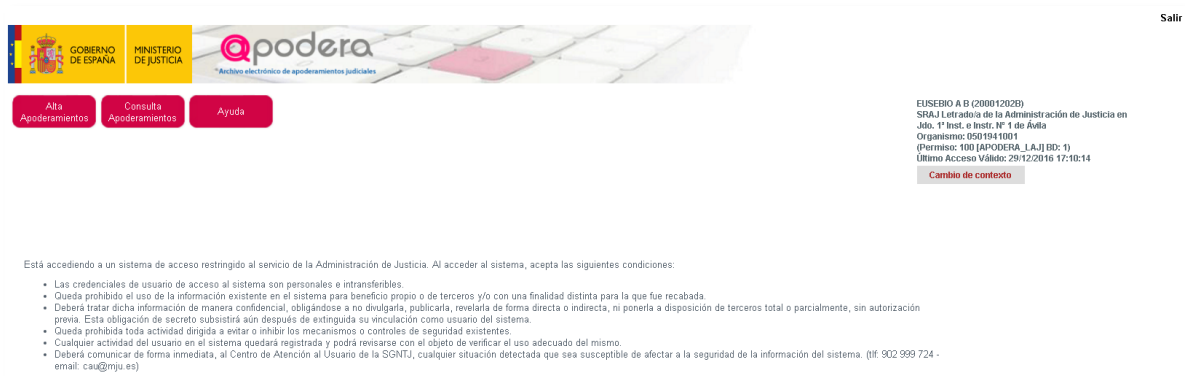 Salir
GOBIERNO
DE ESPAÑA
MINISTERIO
DE JUSTICIA
@podera
Archivo electrónico de apoderamientos judiciales
Alta
Apoderamientos
Consulta
Apoderamientos
Ayuda
EUSEBIO A B (20001202B)
SRAJ Letrado/a de la Administración de Justicia en
Jdo. 1ª Inst. e Instr. Nº 1 de Ávila
Organismo: 0501941001
(Permiso: 100 [APODERA_LAJ] BD: 1)
Último Acceso Válido: 29/12/2016 17:10:14
Cambio de contexto
Está accediendo a un sistema de acceso restringido al servicio de la Administración de Justicia. Al acceder al sistema, acepta las siguientes condiciones:
• Las credenciales de usuario de acceso al sistema son personales e intransferibles.
• Queda prohibido el uso de la información existente en el sistema para beneficio propio o de terceros y/o con una finalidad distinta para la que fue recabada.
• Deberá tratar dicha información de manera confidencial, obligándose a no divulgarla, publicarla, revelarla de forma directa o indirecta, ni ponerla a disposición de terceros total o parcialmente, sin autorización
previa. Esta obligación de secreto subsistirá aún después de extinguida su vinculación como usuario del sistema.
• Queda prohibida toda actividad dirigida a evitar o inhibir los mecanismos o controles de seguridad existentes.
• Cualquier actividad del usuario en el sistema quedará registrada y podrá revisarse con el objeto de verificar el uso adecuado del mismo.
• Deberá comunicar de forma inmediata, al Centro de Atención al Usuario de la SGNTJ, cualquier situación detectada que sea susceptible de afectar a la seguridad de la información del sistema. (tlf: 902 999 724 -
email: cau@mju.es)